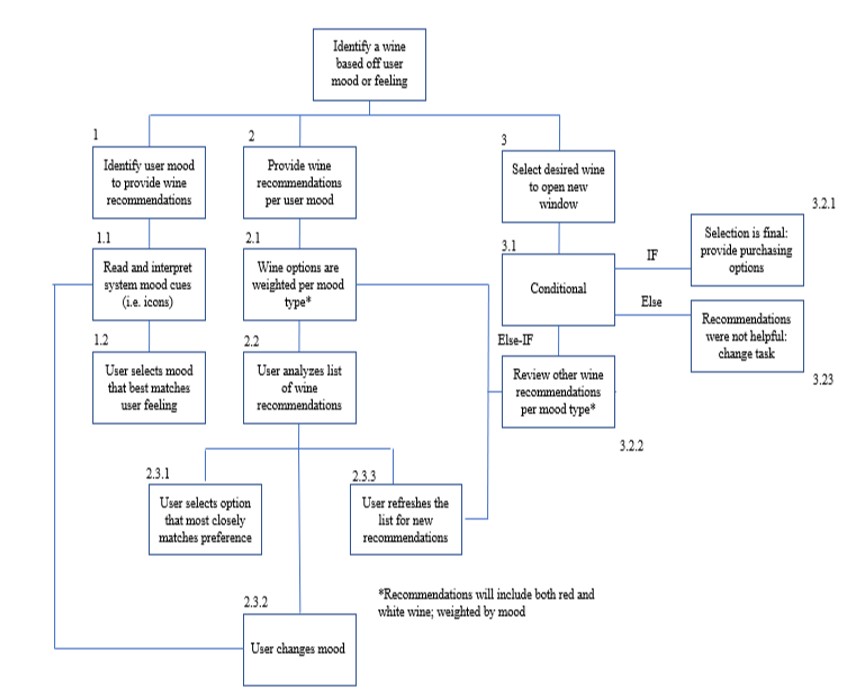 Identify a wine
based off user
mood or feeling
1
Identify user mood
to provide wine
recommendations
2
Provide wine
recommendations
per user mood
3
Select desired wine
to open new
window
3.2.1
Selection is final:
provide purchasing
options
1.1
Read and interpret
system mood cues
(i.e. icons)
2.1
Wine options are
weighted per mood
type*
3.1
Conditional
IF
Else
Recommendations
were not helpful:
change task
3.23
Else-IF
1.2
User selects mood
that best matches
user feeling
2.2
User analyzes list
of wine
recommendations
Review other wine
recommendations
per mood type*
3.2.2
2.3.1
User selects option
that most closely
matches preference
2.3.3
User refreshes the
list for new
recommendations
*Recommendations will include both red and
white wine; weighted by mood
2.3.2
User changes mood